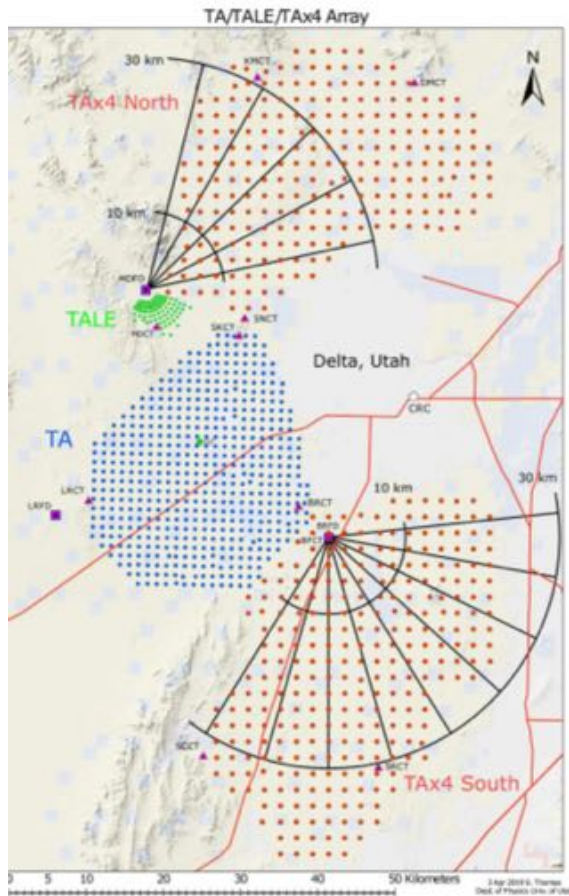 TA/TALE/TAx4 Array
30 km
KMCT
DMCT
N
TAx4 North
10 km
MDFD
TALE
MDCT
SNCT
SKCT
Delta, Utah
CRC
TA
LRCT
LRFD
BRCT
10 km
30 km
BRFD
BFCT
SCCT
SRCT
TAx4 South
0 5 10 20 30 40 50 Kilometers